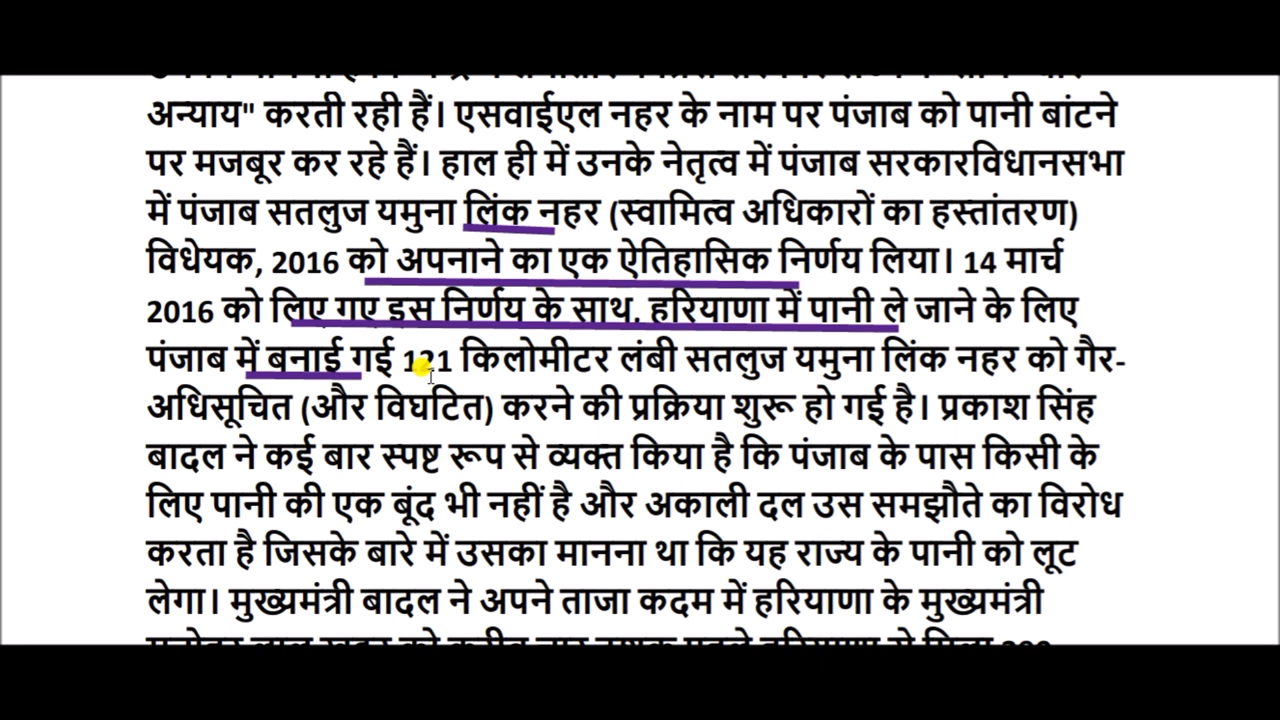 अन्याय" करती रही हैं। एसवाईएल नहर के नाम पर पंजाब को पानी बांटने
पर मजबूर कर रहे हैं। हाल ही में उनके नेतृत्व में पंजाब सरकारविधानसभा
में पंजाब सतलुज यमुना लिंक नहर (स्वामित्व अधिकारों का हस्तांतरण)
विधेयक, 2016 को अपनाने का एक ऐतिहासिक निर्णय लिया। 14 मार्च
2016 को लिए गए इस निर्णय के साथ, हरियाणा में पानी ले जाने के लिए
पंजाब में बनाई गई 121 किलोमीटर लंबी सतलुज यमुना लिंक नहर को गैर-
अधिसूचित (और विघटित) करने की प्रक्रिया शुरू हो गई है। प्रकाश सिंह
बादल ने कई बार स्पष्ट रूप से व्यक्त किया है कि पंजाब के पास किसी के
लिए पानी की एक बूंद भी नहीं है और अकाली दल उस समझौते का विरोध
करता है जिसके बारे में उसका मानना था कि यह राज्य के पानी को लूट
लेगा। मुख्यमंत्री बादल ने अपने ताजा कदम में हरियाणा के मुख्यमंत्री